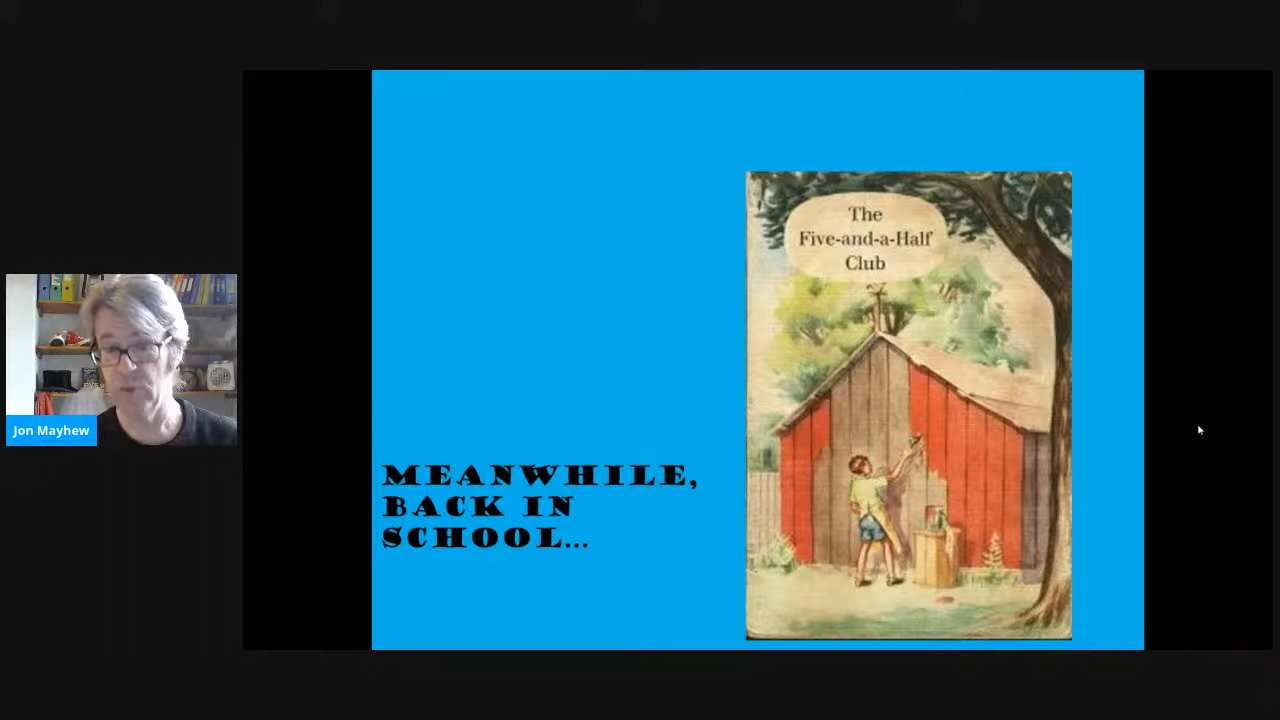 The
Five-and-a-Half
Club
MEANWHILE,
BACK IN
SCHOOL...
Jon Mayhew